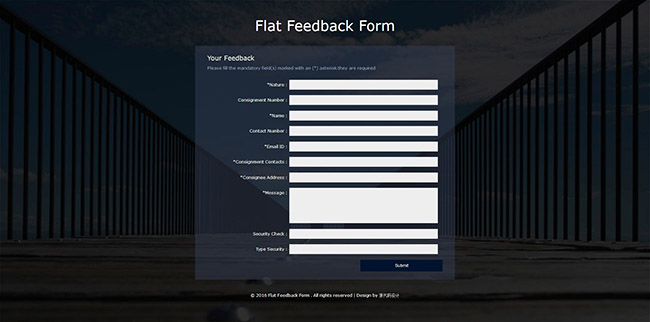 Flat Feedback Form
Your Feedback
Please fill the mandatory field(s) marked with an (*) asterisk.they are required
*Nature :
Consignment Number :
*Name :
Contact Number :
*Email ID :
*Consignment Contacts :
*Consignee Address :
*Message :
Security Check :
Type Security :
Submit
© 2016 Flat Feedback Form . All rights reserved | Design by